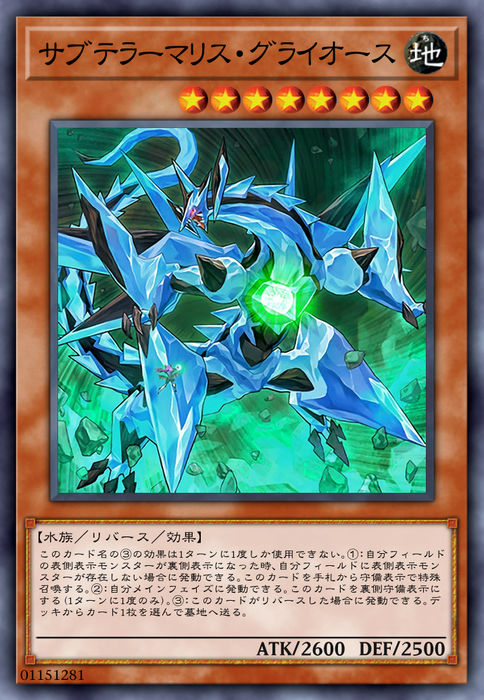 サブテラーマリス・グライオース
ち
地
【水族／リバース／効果】
このカード名の③の効果は1ターンに1度しか使用できない。①：自分フィールド
の表側表示モンスターが裏側表示になった時、自分フィールドに表側表示モン
スターが存在しない場合に発動できる。このカードを手札から守備表示で特殊
召喚する。②：自分メインフェイズに発動できる。このカードを裏側守備表示に
する（1ターンに1度のみ）。③：このカードがリバースした場合に発動できる。デ
ッキからカード1枚を選んで墓地へ送る。
ATK/2600 DEF/2500
01151281